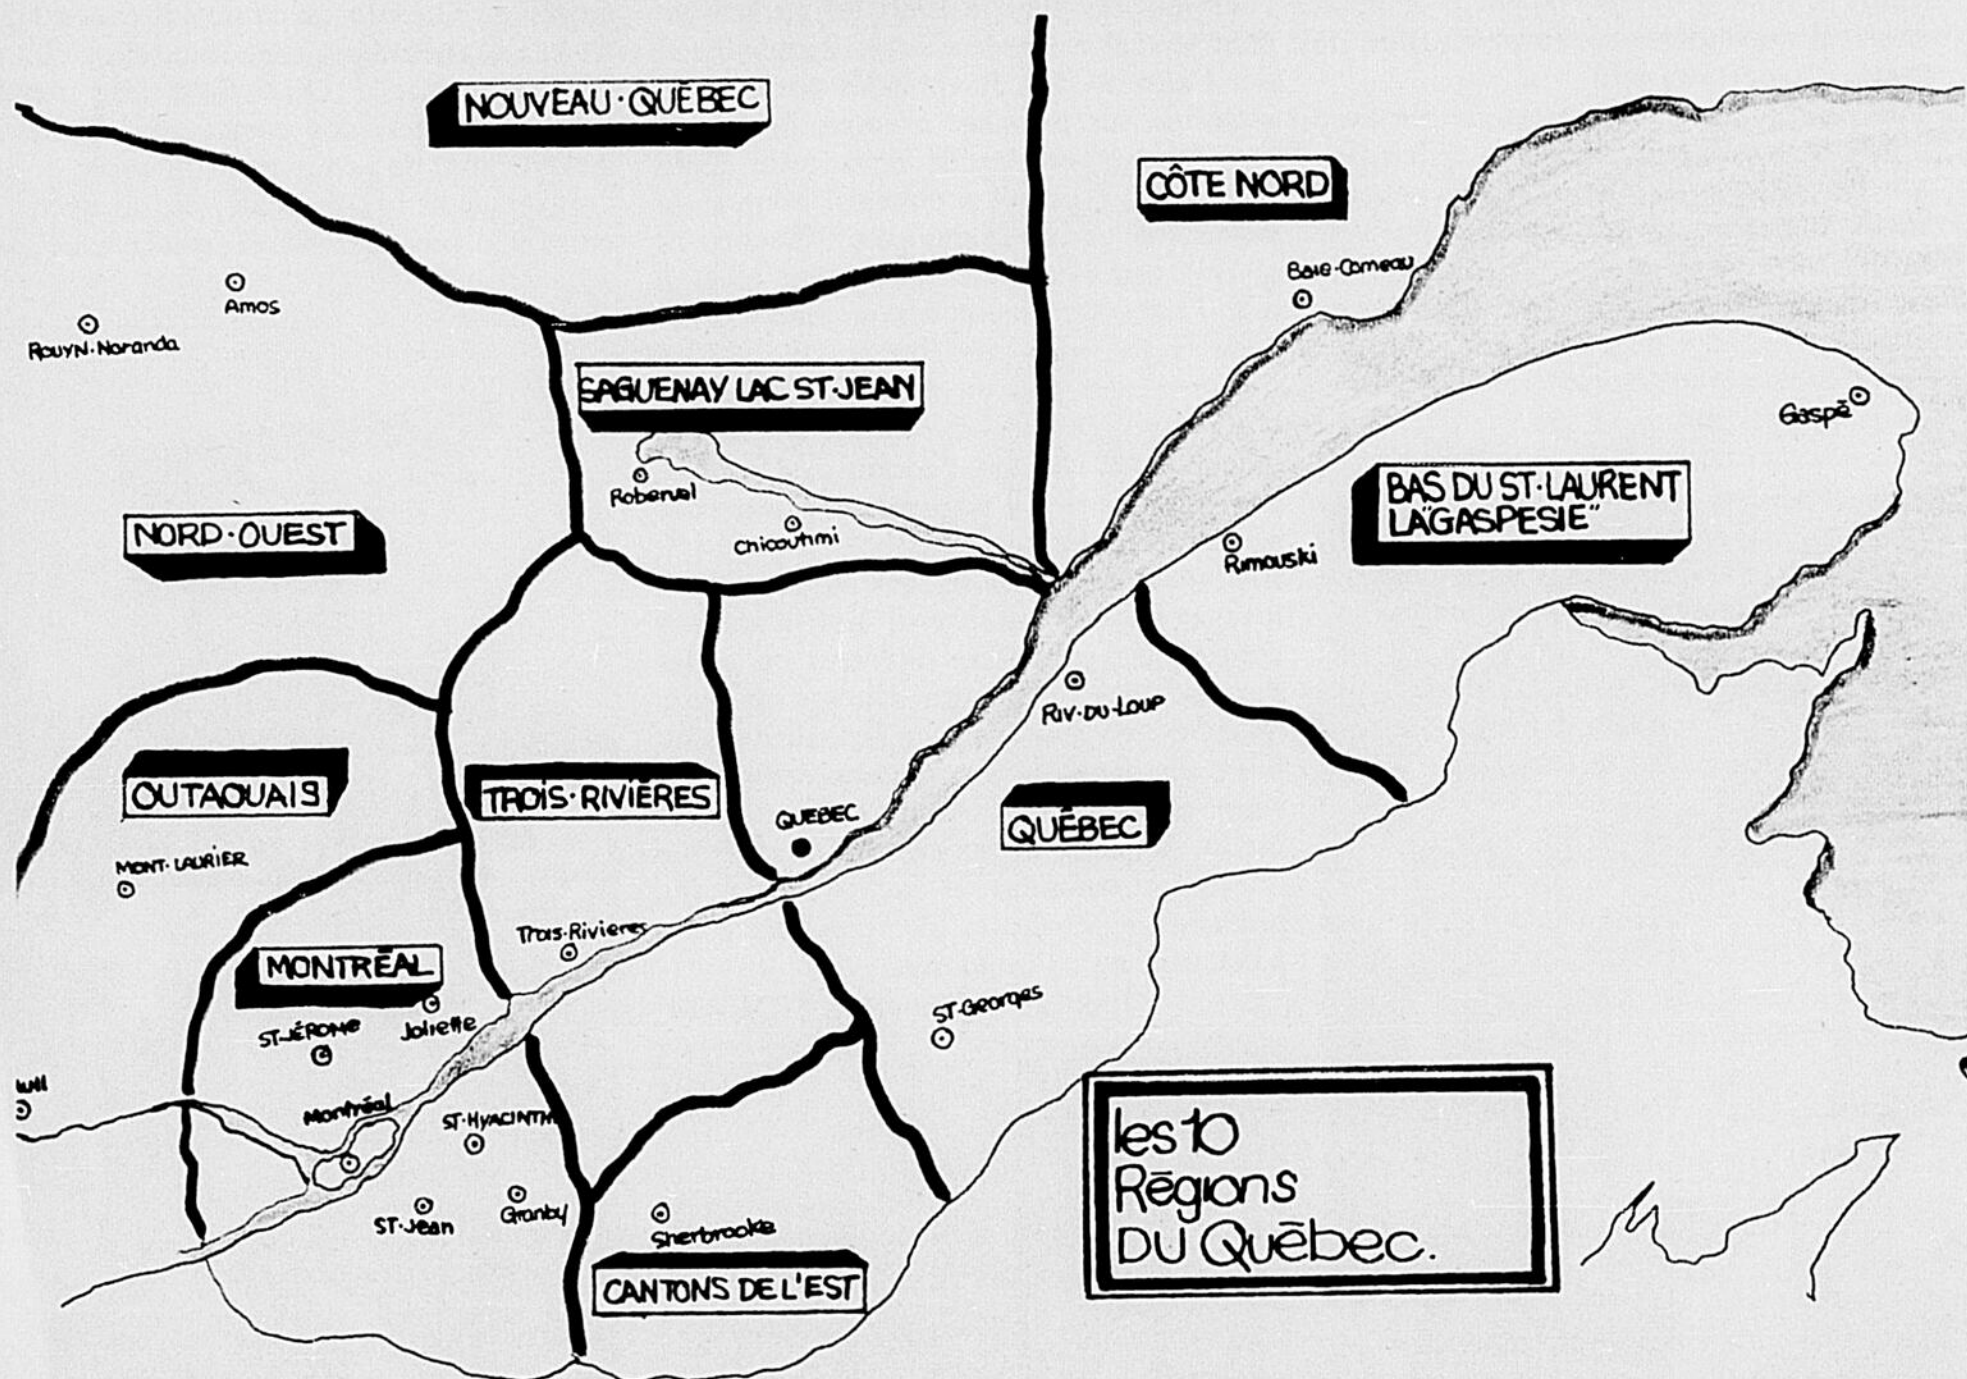 NOUVEAU·QUÉBEC
CÔTE NORD
Baie-Comeau
Amos
Rouyn·Noranda
SAGUENAY LAC ST·JEAN
Gaspé
Roberval
Chicoutimi
BAS DU ST·LAURENT
LA"GASPESIE"
NORD·OUEST
Rimouski
RIV·DU·LOUP
OUTAOUAIS
TROIS·RIVIÈRES
QUEBEC
QUÉBEC
MONT·LAURIER
Trois·Rivieres
MONTRÉAL
ST·JÉROME
Joliette
ST·Georges
ull
Montréal
ST·HYACINTH
ST·Jean
Granby
Sherbrooke
CANTONS DE L'EST
les 10
Régions
DU Québec.